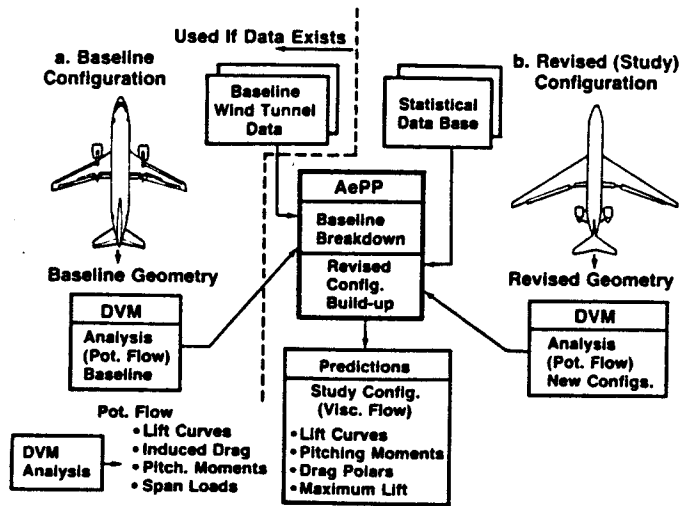 Used If Data Exists
a. Baseline
Configuration
Baseline
Wind Tunnel
Data
Statistical
Data Base
b. Revised (Study)
Configuration
AePP
Baseline
Breakdown
Revised
Config.
Build-up
Baseline Geometry
DVM
Analysis
(Pot. Flow)
Baseline
Revised Geometry
DVM
Analysis
(Pot. Flow)
New Configs.
Predictions
Study Config.
(Visc. Flow)
• Lift Curves
• Pitching Moments
• Drag Polars
• Maximum Lift
DVM
Analysis
Pot. Flow
• Lift Curves
• Induced Drag
• Pitch. Moments
• Span Loads